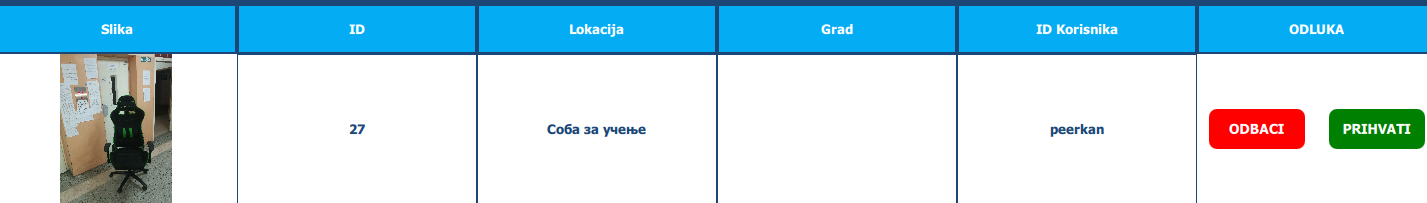 Slika ID Lokacija Grad ID Korisnika ODLUKA
27 Соба за учење peerkan ODBACI PRIHVATI